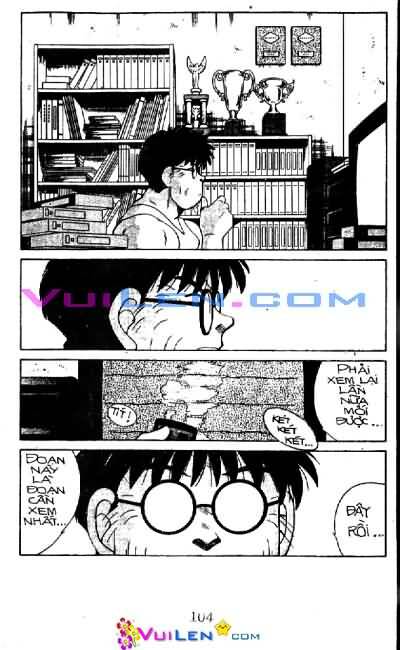 VUILEN.COM
PHẢI
XEM LẠI
LẦN
NỮA
MỚI
ĐƯỢC...
TÍT!
KÉT
KÉT
KÉT...
ĐOẠN
NÀY
LÀ
ĐOẠN
CẦN
XEM
NHẤT...
ĐÂY
RỒI...
104
VUILEN.COM